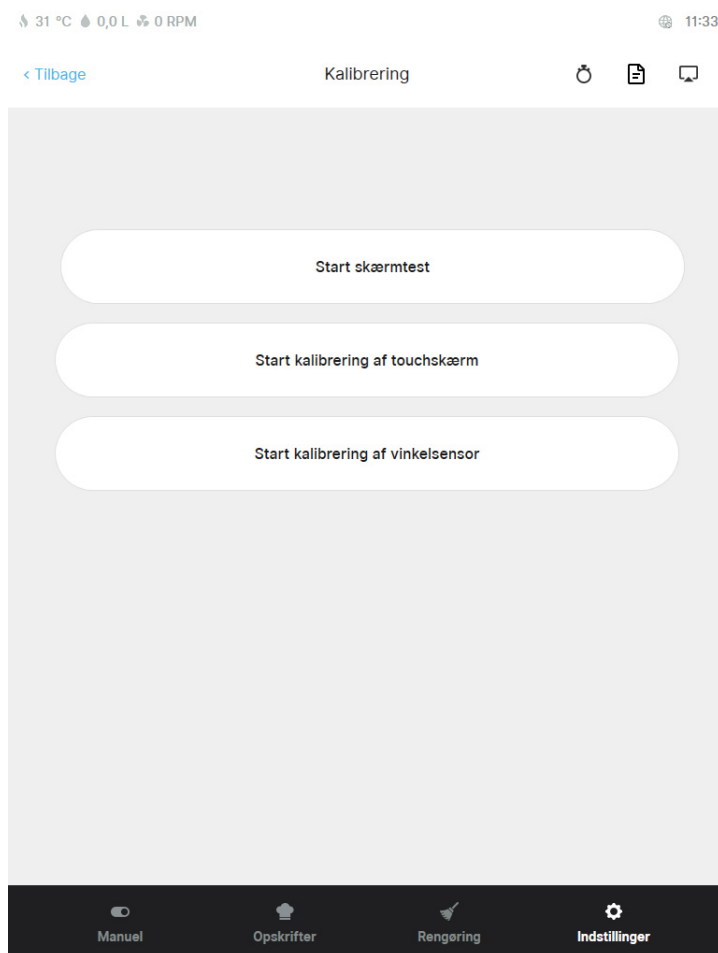 31 °C 0,0 L 0 RPM 11:33
< Tilbage Kalibrering
Start skærmtest
Start kalibrering af touchskærm
Start kalibrering af vinkelsensor
Manuel Opskrifter Rengøring Indstillinger